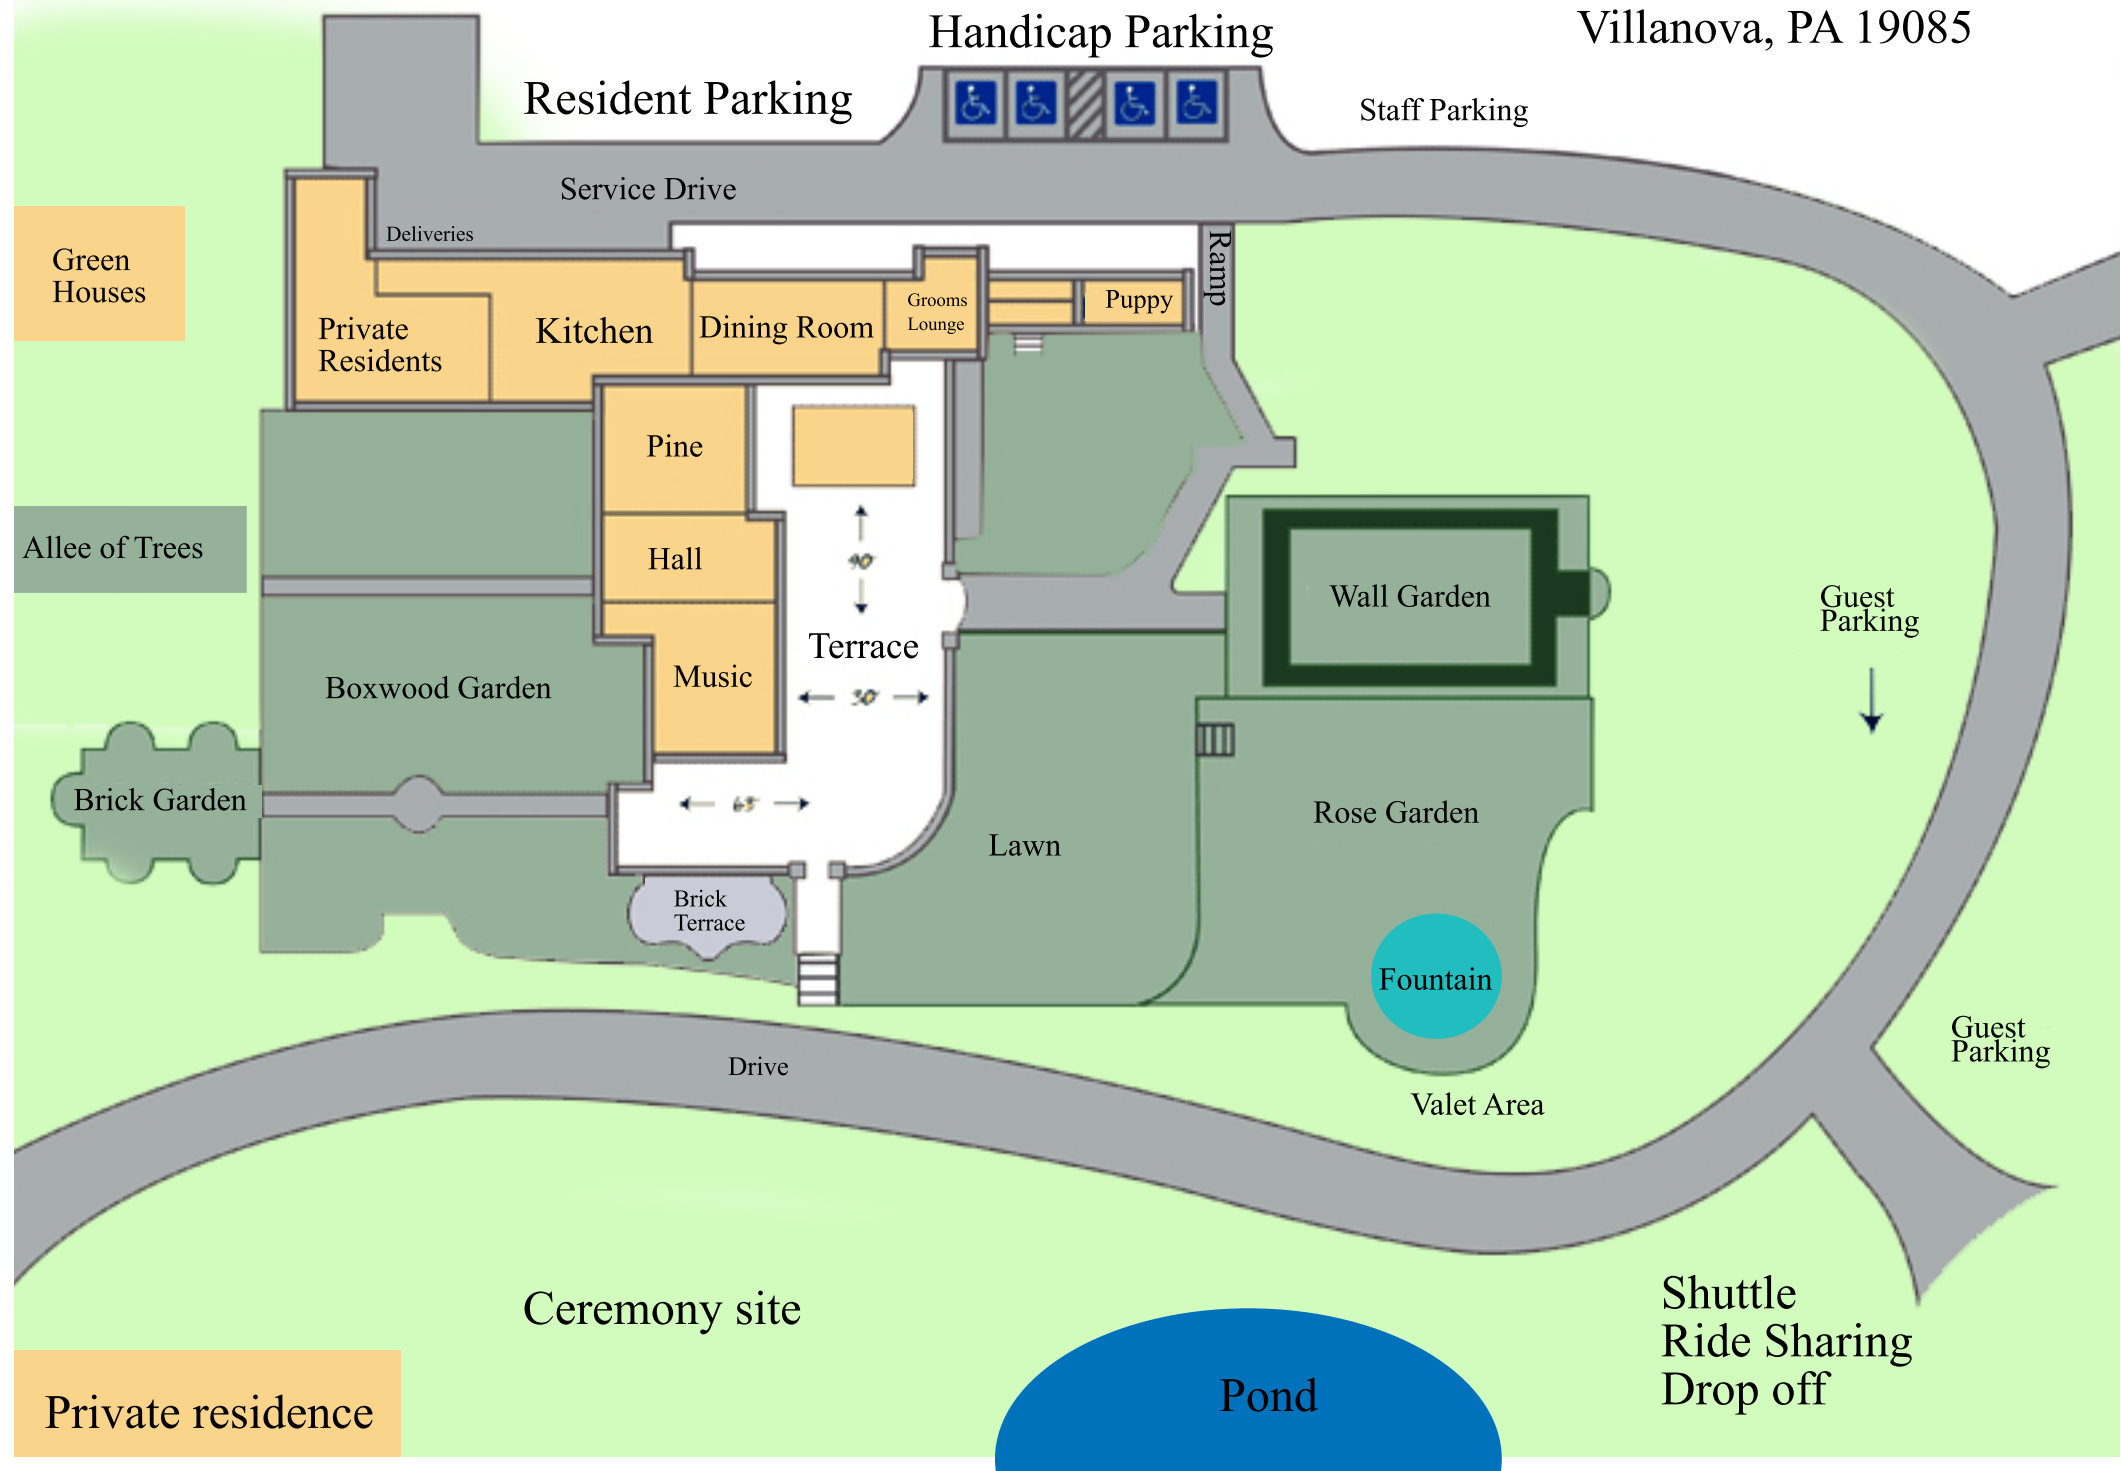 Handicap Parking
Villanova, PA 19085
Resident Parking
Staff Parking
Service Drive
Deliveries
Ramp
Green
Houses
Private
Residents
Kitchen
Dining Room
Grooms
Lounge
Puppy
Pine
Allee of Trees
Hall
90'
Wall Garden
Guest
Parking
Terrace
Music
Boxwood Garden
30'
Brick Garden
65'
Rose Garden
Lawn
Brick
Terrace
Fountain
Guest
Parking
Drive
Valet Area
Ceremony site
Shuttle
Ride Sharing
Drop off
Pond
Private residence